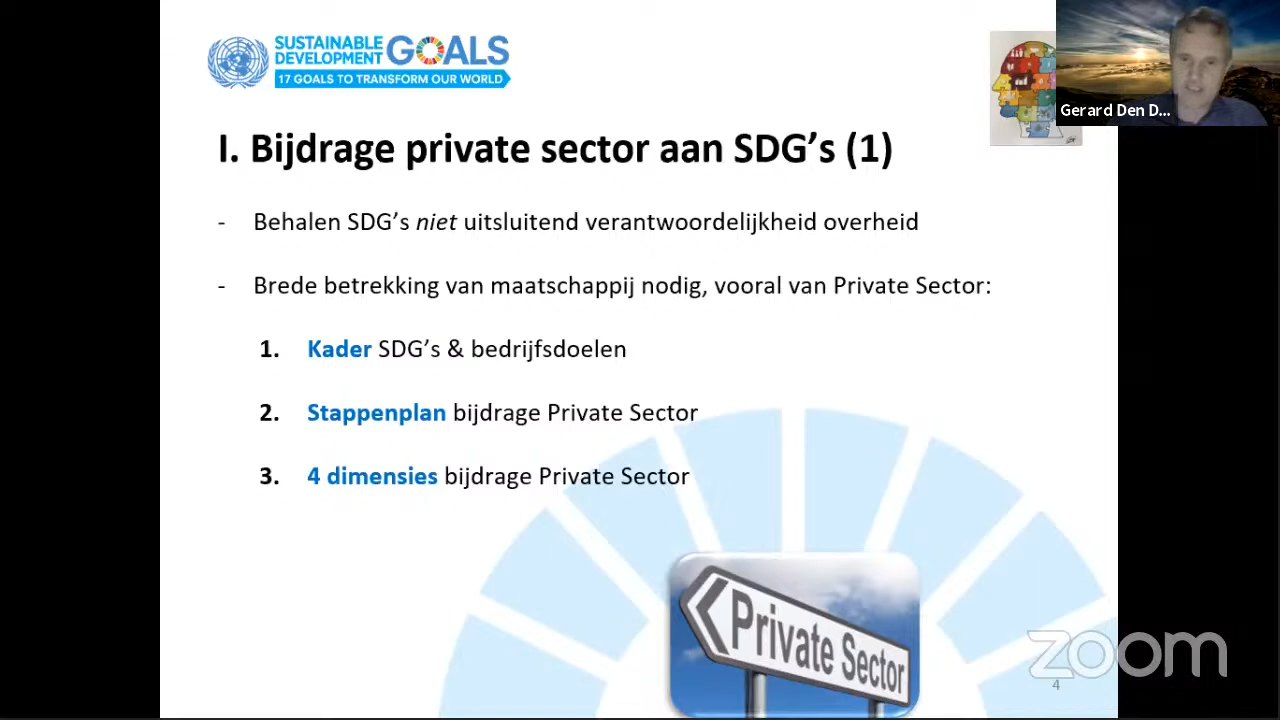 SUSTAINABLE
DEVELOPMENT GOALS
17 GOALS TO TRANSFORM OUR WORLD
Gerard Den D...
I. Bijdrage private sector aan SDG's (1)
- Behalen SDG's niet uitsluitend verantwoordelijkheid overheid
- Brede betrekking van maatschappij nodig, vooral van Private Sector:
1. Kader SDG's & bedrijfsdoelen
2. Stappenplan bijdrage Private Sector
3. 4 dimensies bijdrage Private Sector
Private Sector
zoom
4